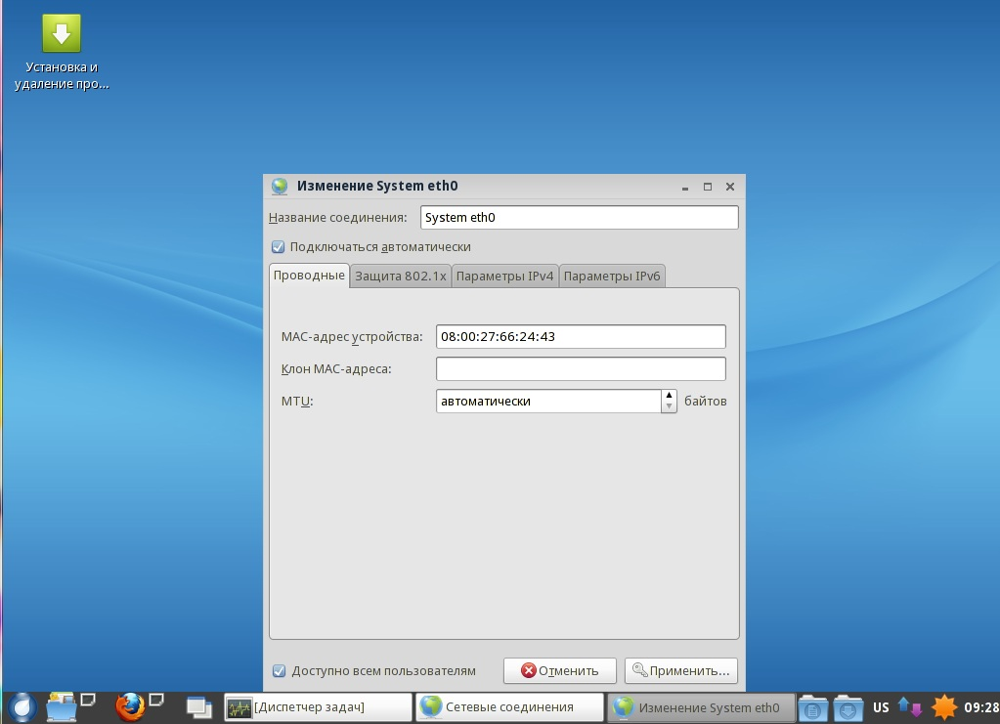 Установка и
удаление про...
Изменение System eth0
Название соединения: System eth0
Подключаться автоматически
Проводные Защита 802.1x Параметры IPv4 Параметры IPv6
MAC-адрес устройства: 08:00:27:66:24:43
Клон MAC-адреса:
MTU: автоматически байтов
Доступно всем пользователям Отменить Применить...
[Диспетчер задач] Сетевые соединения Изменение System eth0 US 09:28